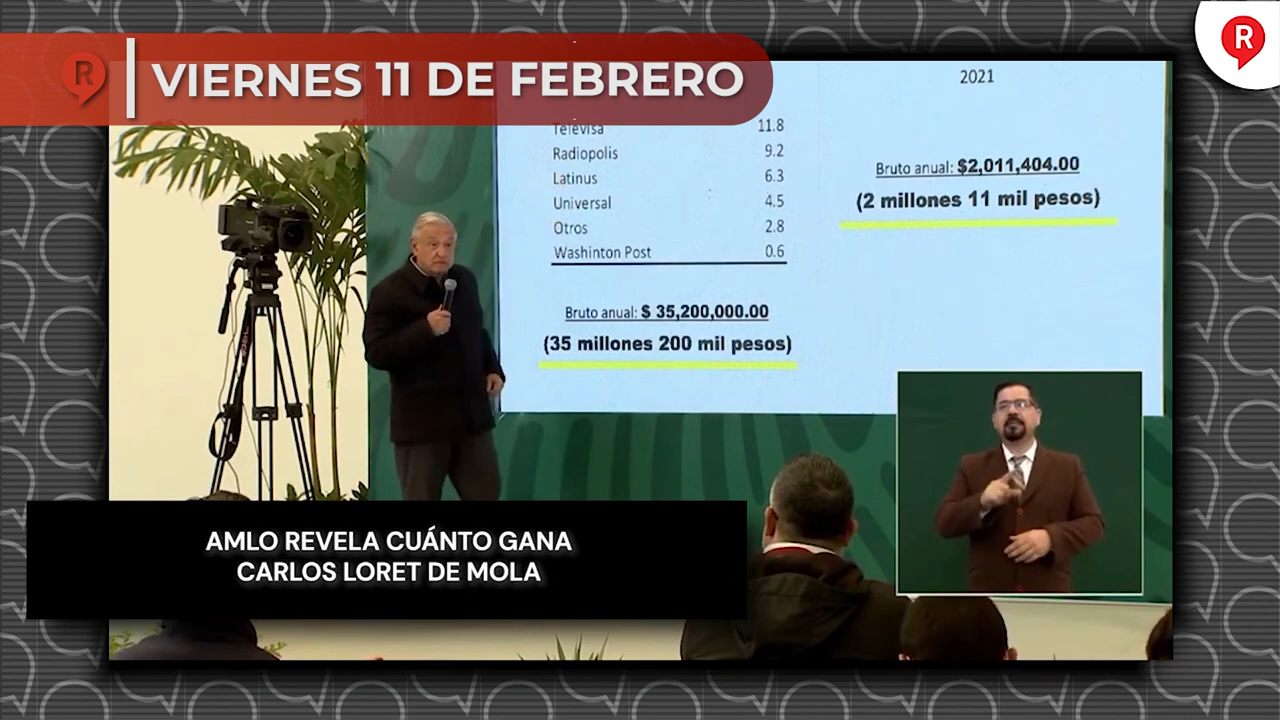 R
VIERNES 11 DE FEBRERO
R
2021
Televisa 11.8
Radiopolis 9.2
Latinus 6.3
Universal 4.5
Otros 2.8
Washinton Post 0.6
Bruto anual: $ 35,200,000.00
(35 millones 200 mil pesos)
Bruto anual: $2,011,404.00
(2 millones 11 mil pesos)
AMLO REVELA CUÁNTO GANA
CARLOS LORET DE MOLA